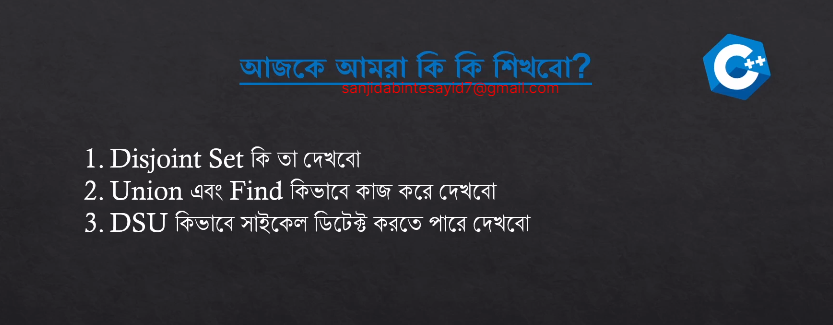 আজকে আমরা কি কি শিখবো?
sanjidabintesayid7@gmail.com
C++
1. Disjoint Set কি তা দেখবো
2. Union এবং Find কিভাবে কাজ করে দেখবো
3. DSU কিভাবে সাইকেল ডিটেক্ট করতে পারে দেখবো